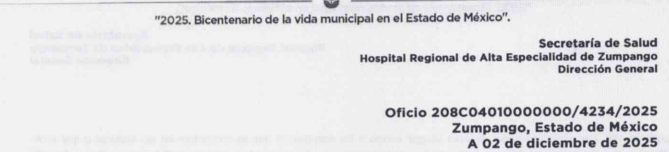 "2025. Bicentenario de la vida municipal en el Estado de México".
Secretaría de Salud
Hospital Regional de Alta Especialidad de Zumpango
Dirección General
Oficio 208C04010000000/4234/2025
Zumpango, Estado de México
A 02 de diciembre de 2025